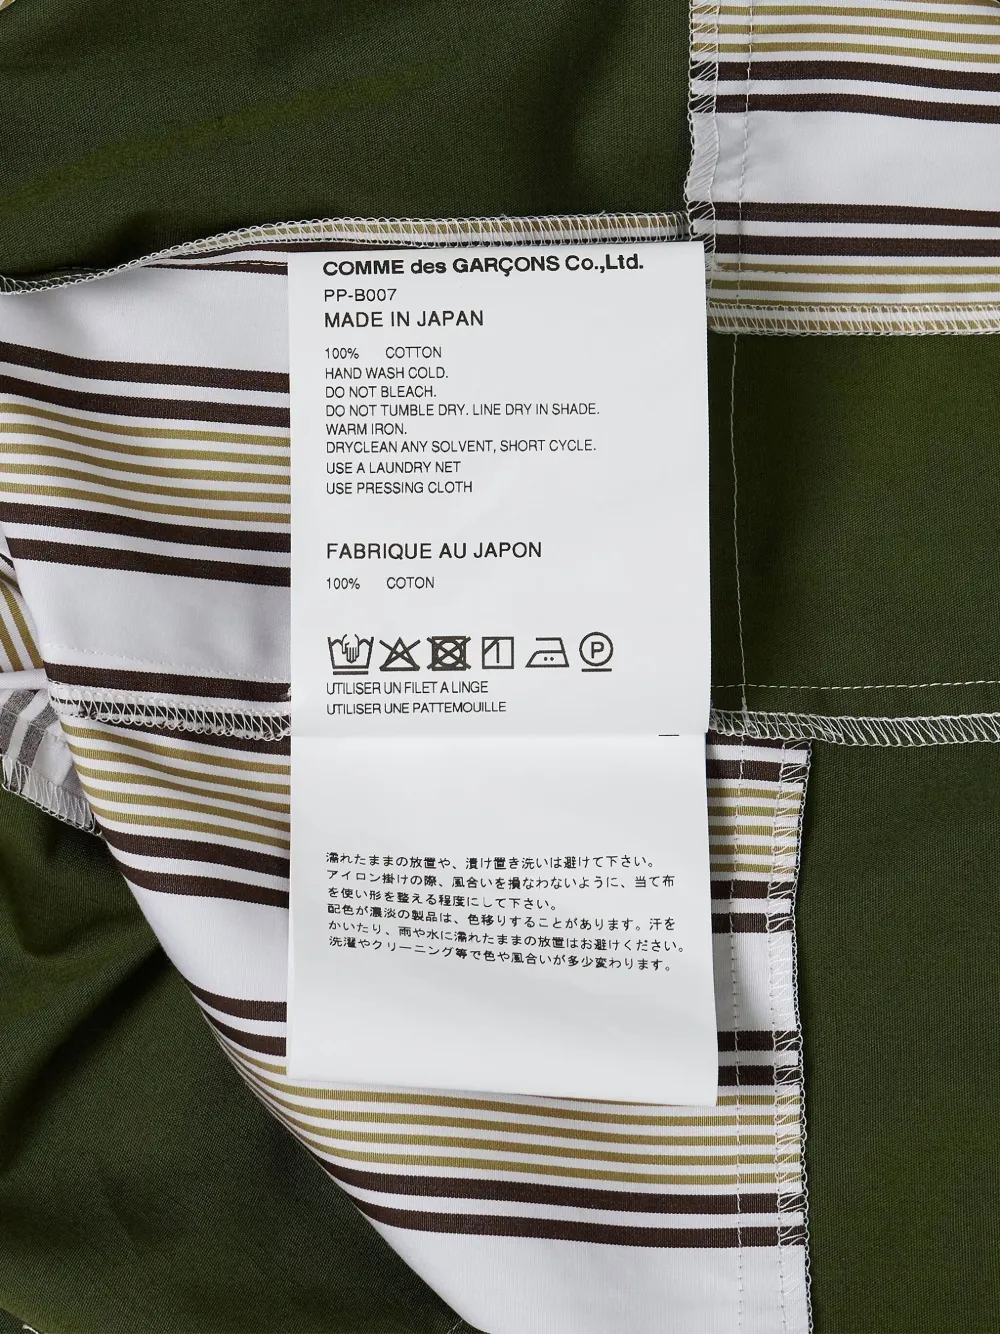 COMME des GARÇONS Co.,Ltd.
PP-B007
MADE IN JAPAN
100% COTTON
HAND WASH COLD.
DO NOT BLEACH.
DO NOT TUMBLE DRY. LINE DRY IN SHADE.
WARM IRON.
DRYCLEAN ANY SOLVENT, SHORT CYCLE.
USE A LAUNDRY NET
USE PRESSING CLOTH
FABRIQUE AU JAPON
100% COTON
P
UTILISER UN FILET A LINGE
UTILISER UNE PATTEMOUILLE
濡れたままの放置や、漬け置き洗いは避けて下さい。
アイロン掛けの際、風合いを損なわないように、当て布
を使い形を整える程度にして下さい。
配色が濃淡の製品は、色移りすることがあります。汗を
かいたり、雨や水に濡れたままの放置はお避けください。
洗濯やクリーニング等で色や風合いが多少変わります。